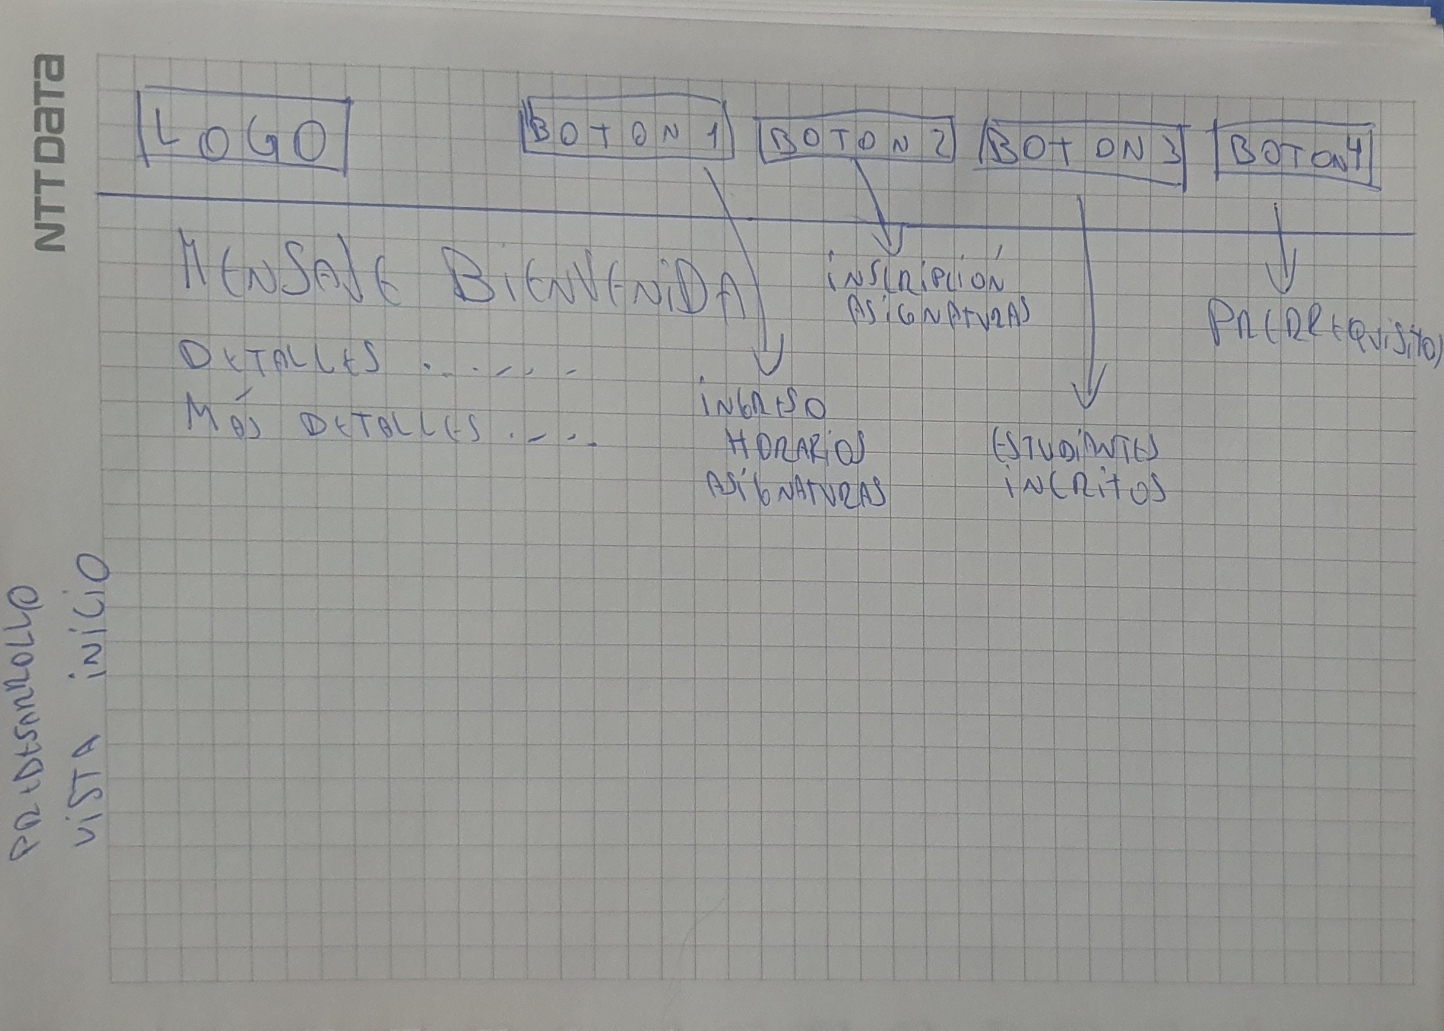 NTT DATA
LOGO
BOTON 1
BOTON 2
BOTON 3
BOTON 4
MENSAJE BIENVENIDA
DETALLES ......
MÁS DETALLES ....
INGRESO
HORARIOS
ASIGNATURAS
INSCRIPCIÓN
ASIGNATURAS
ESTUDIANTES
INCRITOS
PRERREQUISITO
PREDESARROLLO
VISTA INICIO